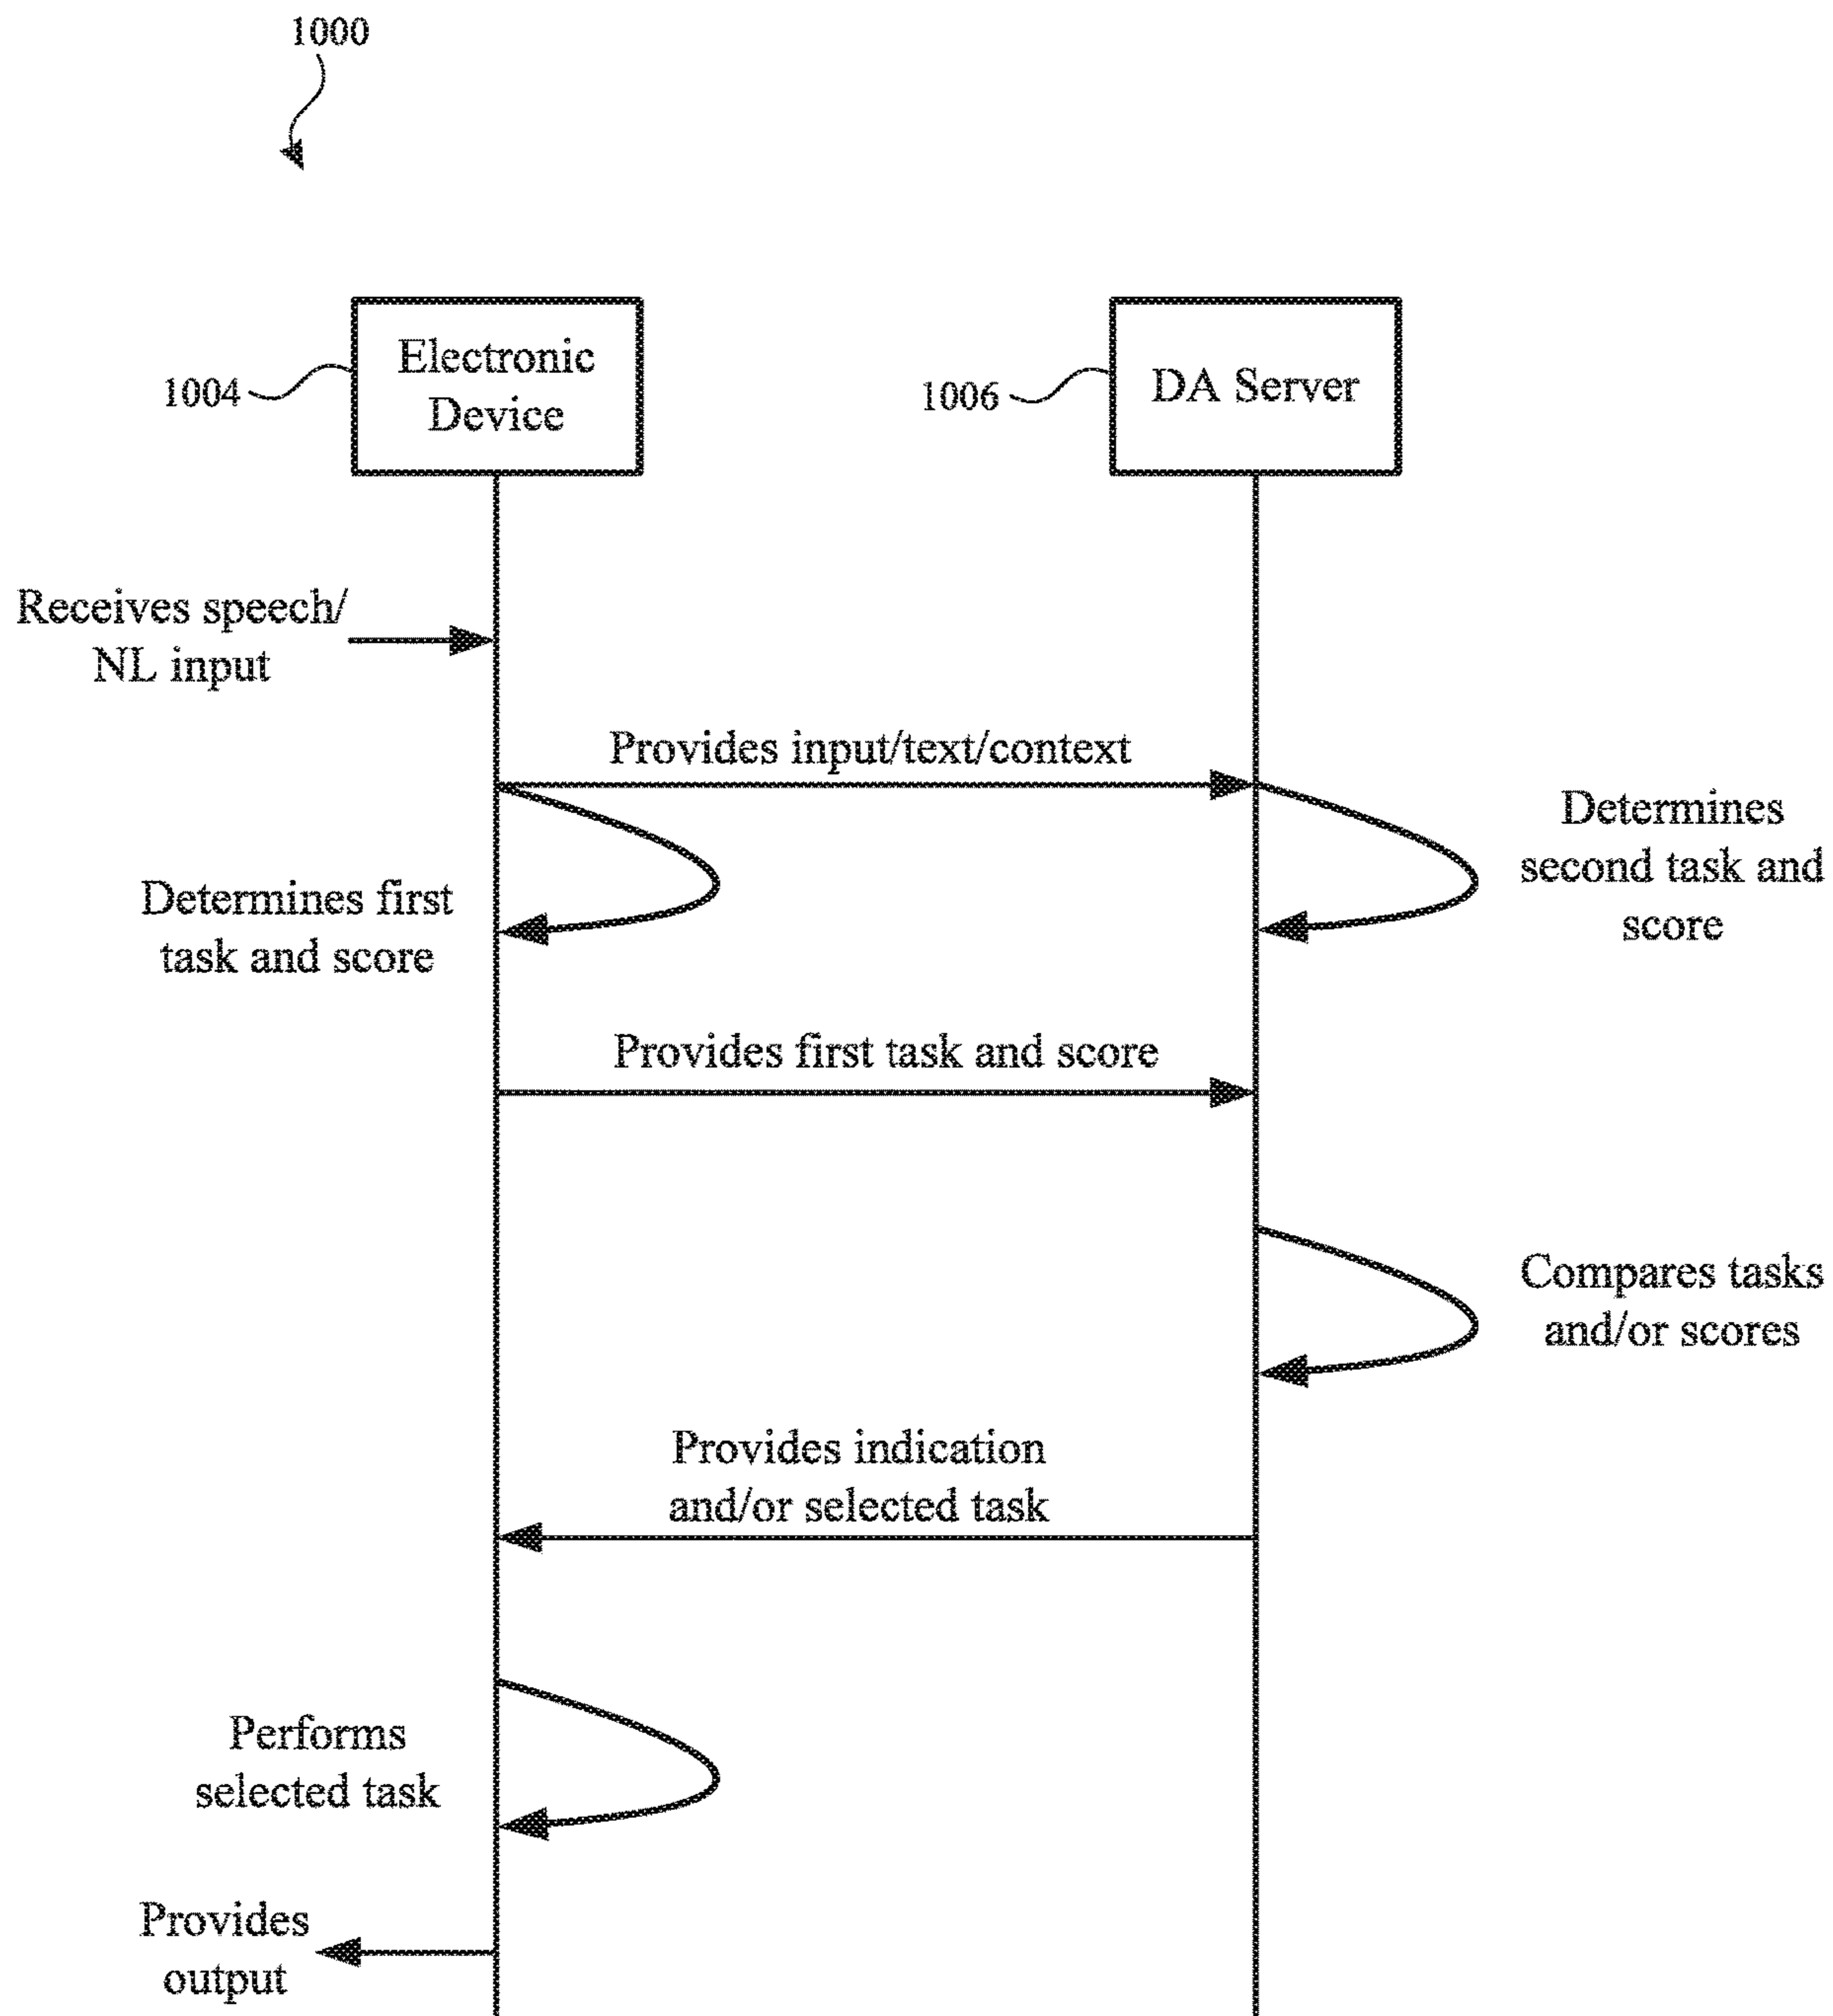 1000
Electronic
Device
1004
DA Server
1006
Receives speech/
NL input
Provides input/text/context
Determines first
task and score
Determines
second task and
score
Provides first task and score
Compares tasks
and/or scores
Provides indication
and/or selected task
Performs
selected task
Provides
output